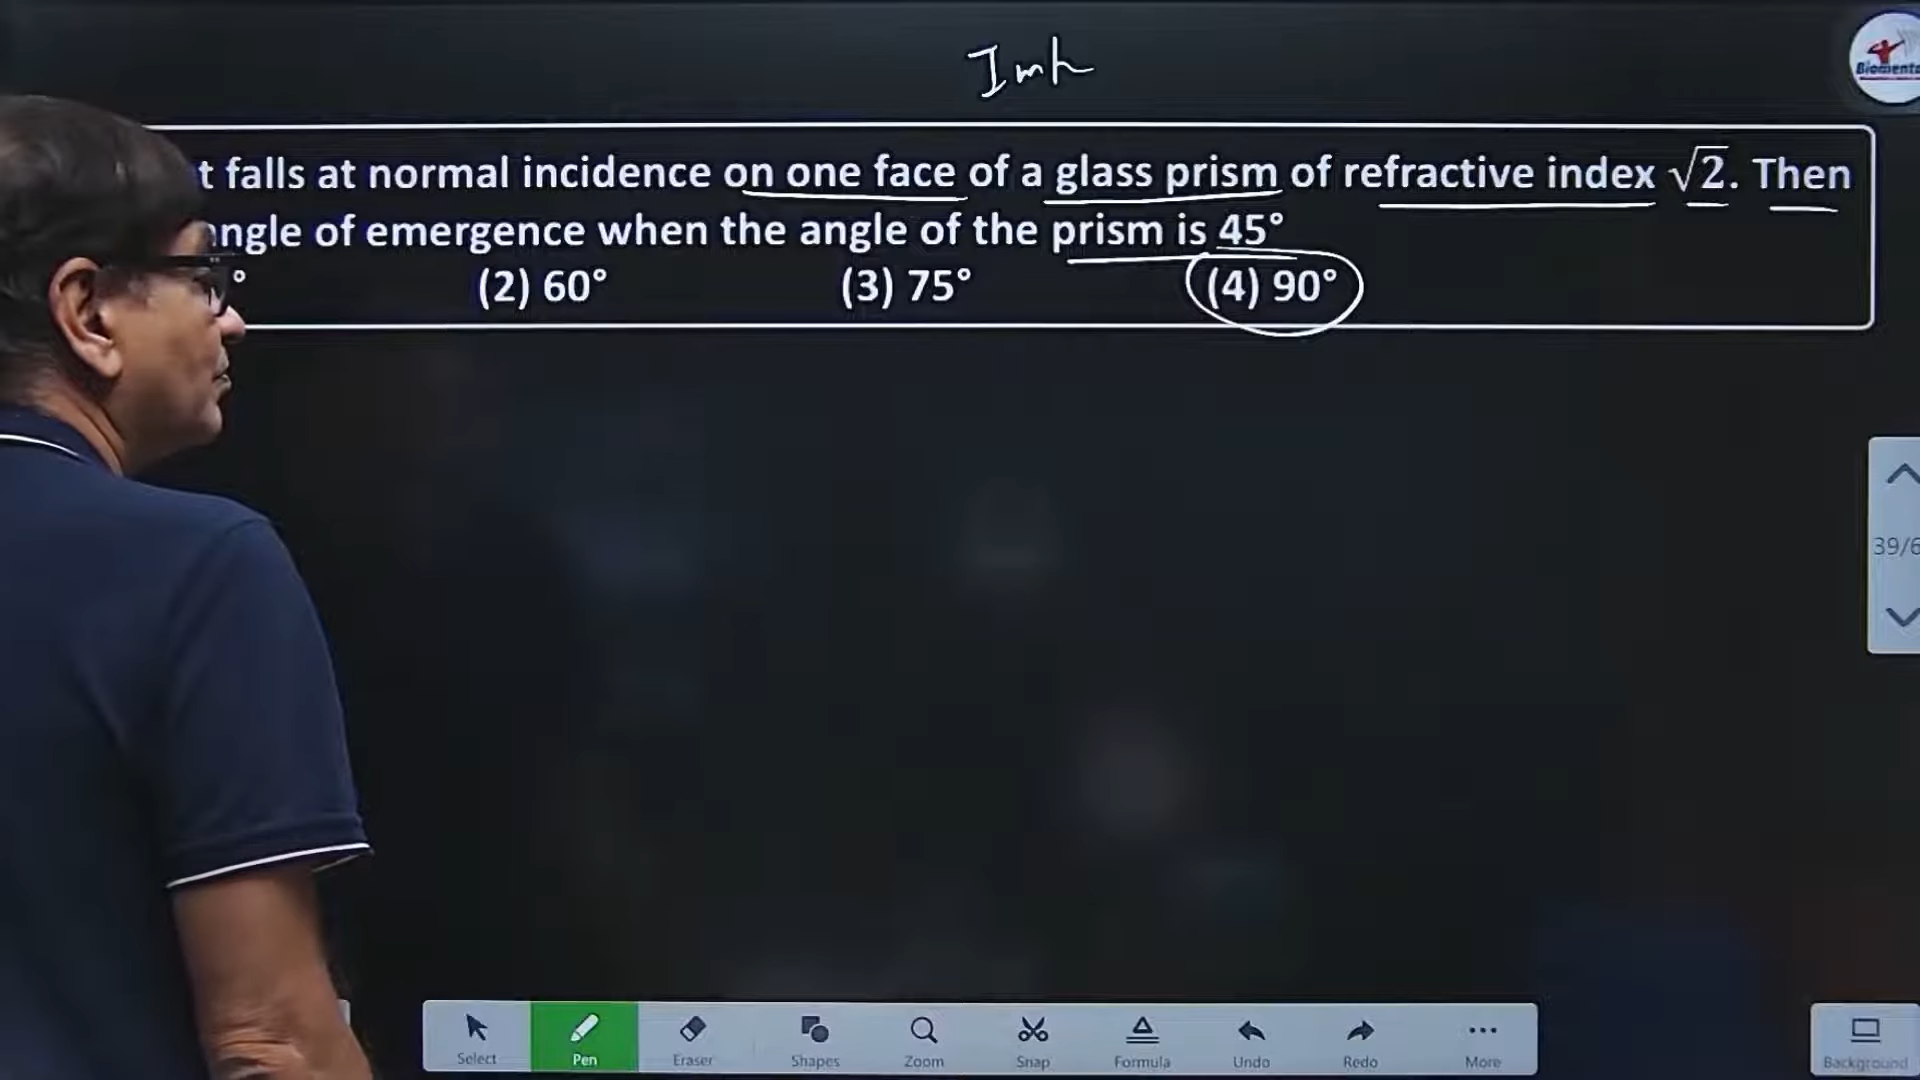 falls at normal incidence on one face of a glass prism of refractive index √2. Then
angle of emergence when the angle of the prism is 45°
° (2) 60° (3) 75° (4) 90°
39/6
Select Pen Eraser Shapes Zoom Snap Formula Undo Redo More Background